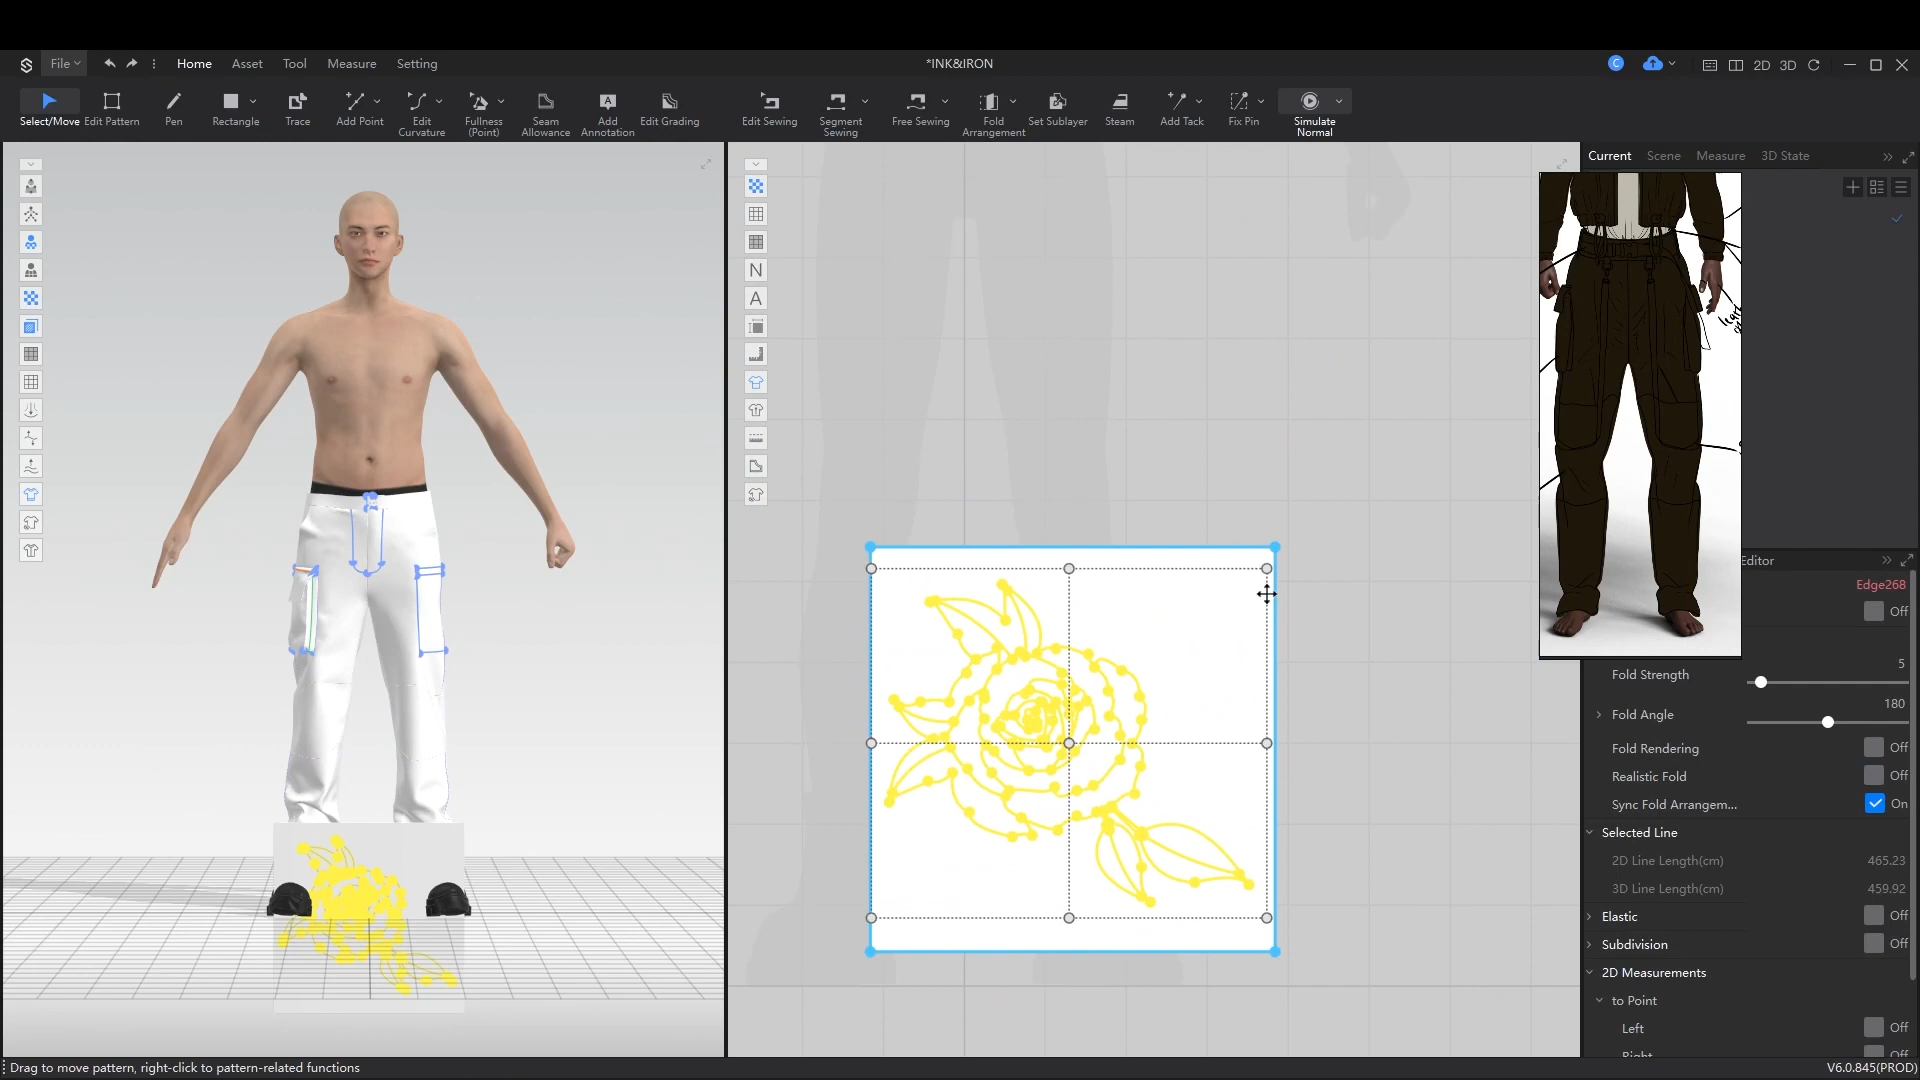 File Home Asset Tool Measure Setting *INK&IRON C 2D 3D
Select/Move Edit Pattern Pen Rectangle Trace Add Point Edit Curvature Fullness (Point) Seam Allowance Add Annotation Edit Grading Edit Sewing Segment Sewing Free Sewing Fold Arrangement Set Sublayer Steam Add Tack Fix Pin Simulate Normal
Current Scene Measure 3D State
N
A
Editor
Edge268
Off
5
Fold Strength
180
Fold Angle
Fold Rendering Off
Realistic Fold Off
Sync Fold Arrangem... On
Selected Line
2D Line Length(cm) 465.23
3D Line Length(cm) 459.92
Elastic Off
Subdivision Off
2D Measurements
to Point
Left Off
Right Off
Drag to move pattern, right-click to pattern-related functions V6.0.845(PROD)